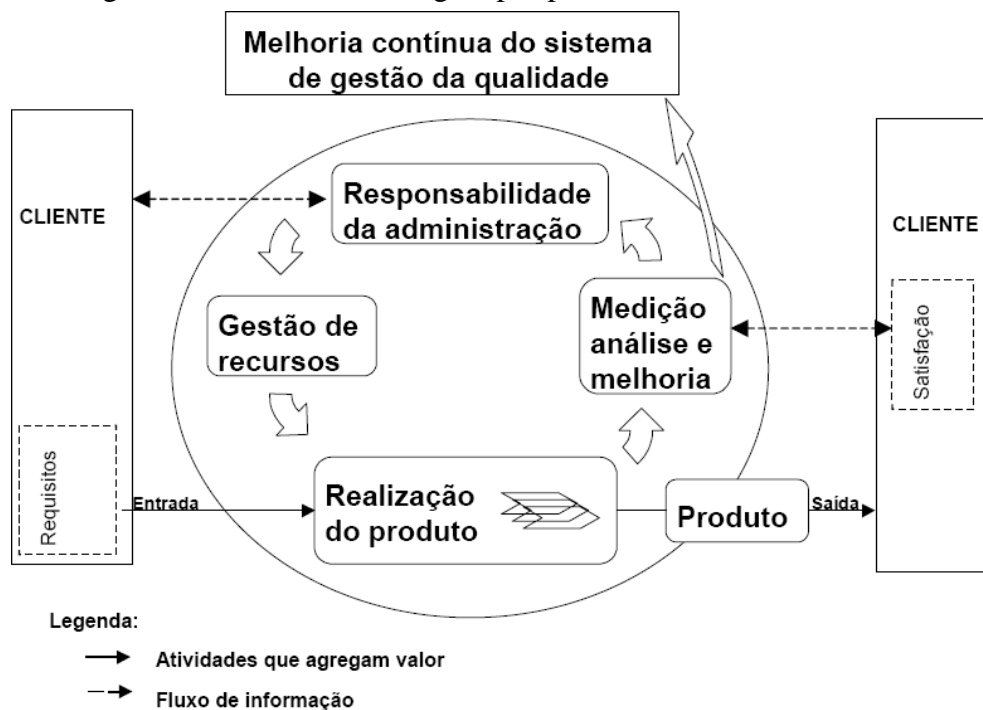 Melhoria contínua do sistema
de gestão da qualidade
CLIENTE
Responsabilidade
da administração
CLIENTE
Gestão de
recursos
Medição
análise e
melhoria
Satisfação
Requisitos
Entrada
Realização
do produto
Produto
Saída
Legenda:
Atividades que agregam valor
Fluxo de informação